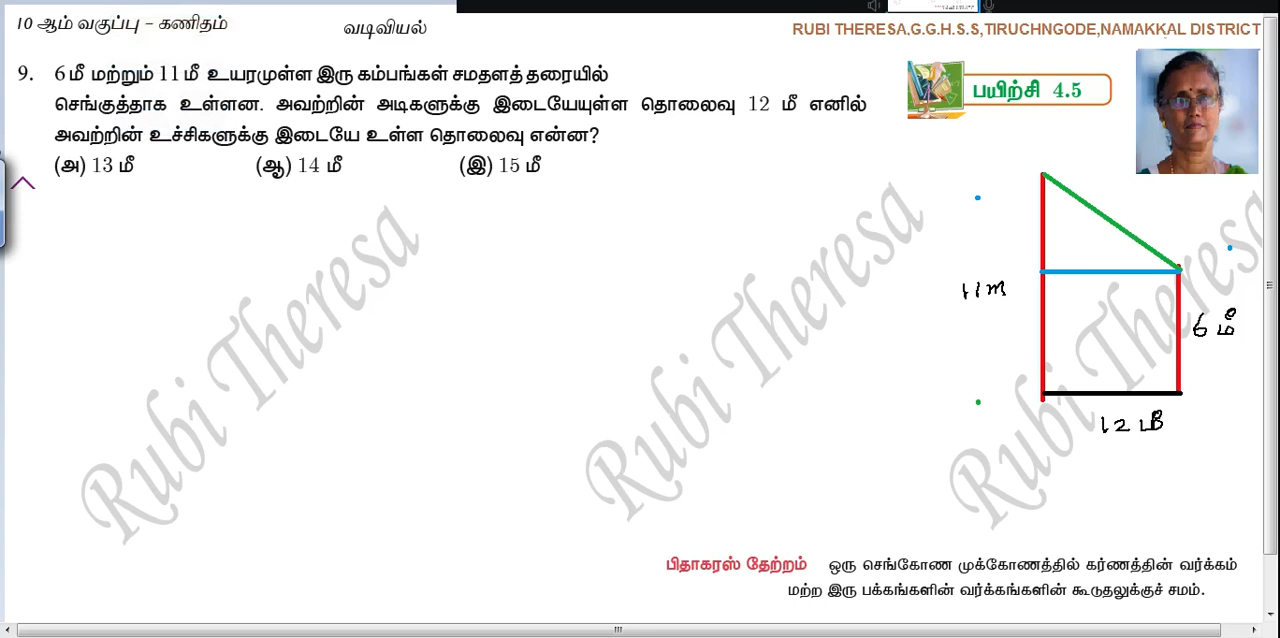 10 ஆம் வகுப்பு – கணிதம்
வடிவியல்
RUBI THERESA,G.G.H.S.S,TIRUCHNGODE,NAMAKKAL DISTRICT
9. 6 மீ மற்றும் 11 மீ உயரமுள்ள இரு கம்பங்கள் சமதளத் தரையில்
செங்குத்தாக உள்ளன. அவற்றின் அடிகளுக்கு இடையேயுள்ள தொலைவு 12 மீ எனில்
அவற்றின் உச்சிகளுக்கு இடையே உள்ள தொலைவு என்ன?
(அ) 13 மீ (ஆ) 14 மீ (இ) 15 மீ
பயிற்சி 4.5
11 m
6 மீ
12 மீ
Rubi Theresa
Rubi Theresa
Rubi Theresa
பிதாகரஸ் தேற்றம் ஒரு செங்கோண முக்கோணத்தில் கர்ணத்தின் வர்க்கம்
மற்ற இரு பக்கங்களின் வர்க்கங்களின் கூடுதலுக்குச் சமம்.